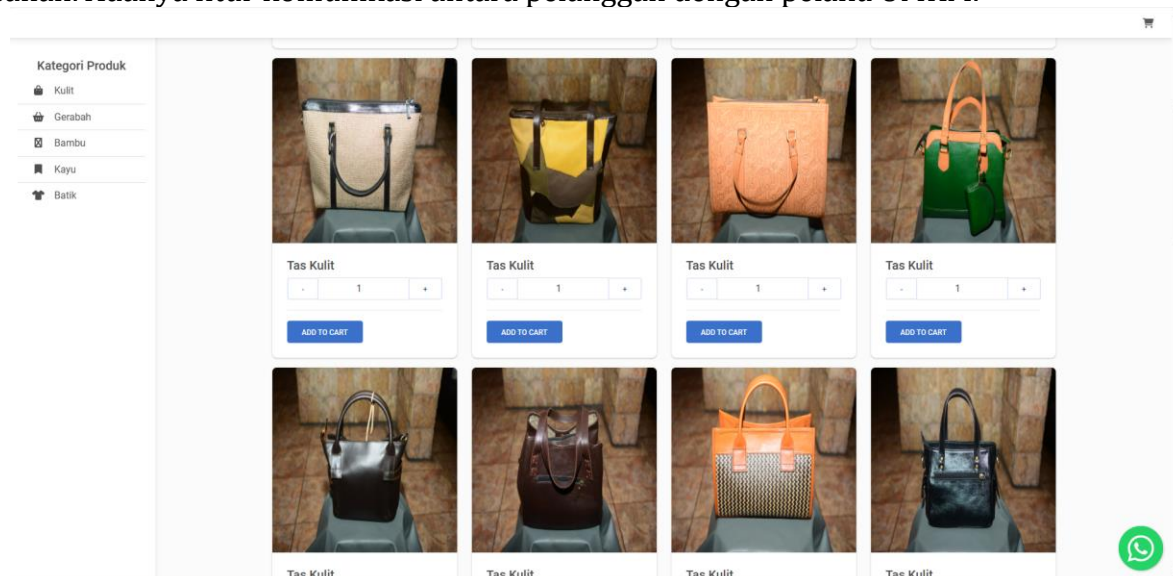 Kategori Produk
Kulit
Gerabah
Bambu
Kayu
Batik
Tas Kulit
- 1 +
ADD TO CART
Tas Kulit
- 1 +
ADD TO CART
Tas Kulit
- 1 +
ADD TO CART
Tas Kulit
- 1 +
ADD TO CART
Tas Kulit
Tas Kulit
Tas Kulit
Tas Kulit